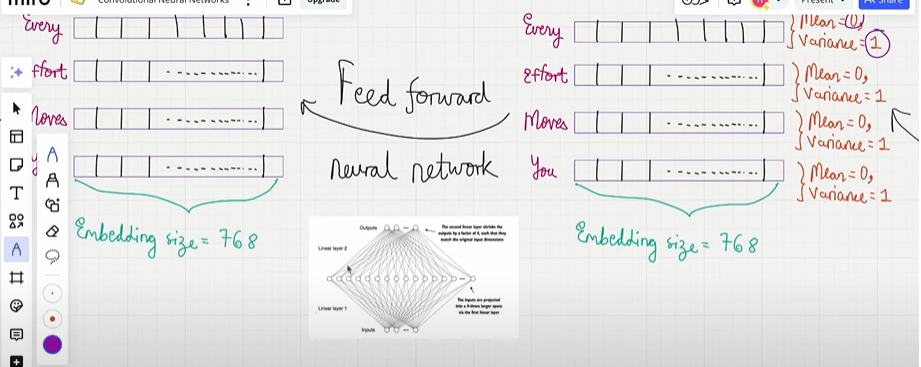 miro
Convolutional Neural Networks
Upgrade
Present
Share
Every
ffort
Moves
Embedding size = 768
Feed forward
neural network
Outputs
Linear layer 2
Linear layer 1
Inputs
The second linear layer shrinks the
outputs by a factor of 4, such that they
match the original input dimensions
The inputs are projected
into a 4-times larger space
via the first linear layer
Every
Effort
Moves
You
Embedding size = 768
Mean = 0,
Variance = 1
Mean = 0,
Variance = 1
Mean = 0,
Variance = 1
Mean = 0,
Variance = 1